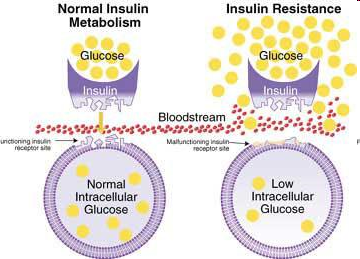 Normal Insulin
Metabolism
Glucose
Insulin
unctioning insulin
receptor site
Normal
Intracellular
Glucose
Bloodstream
Insulin Resistance
Glucose
Insulin
Malfunctioning insulin
receptor site
Low
Intracellular
Glucose
F